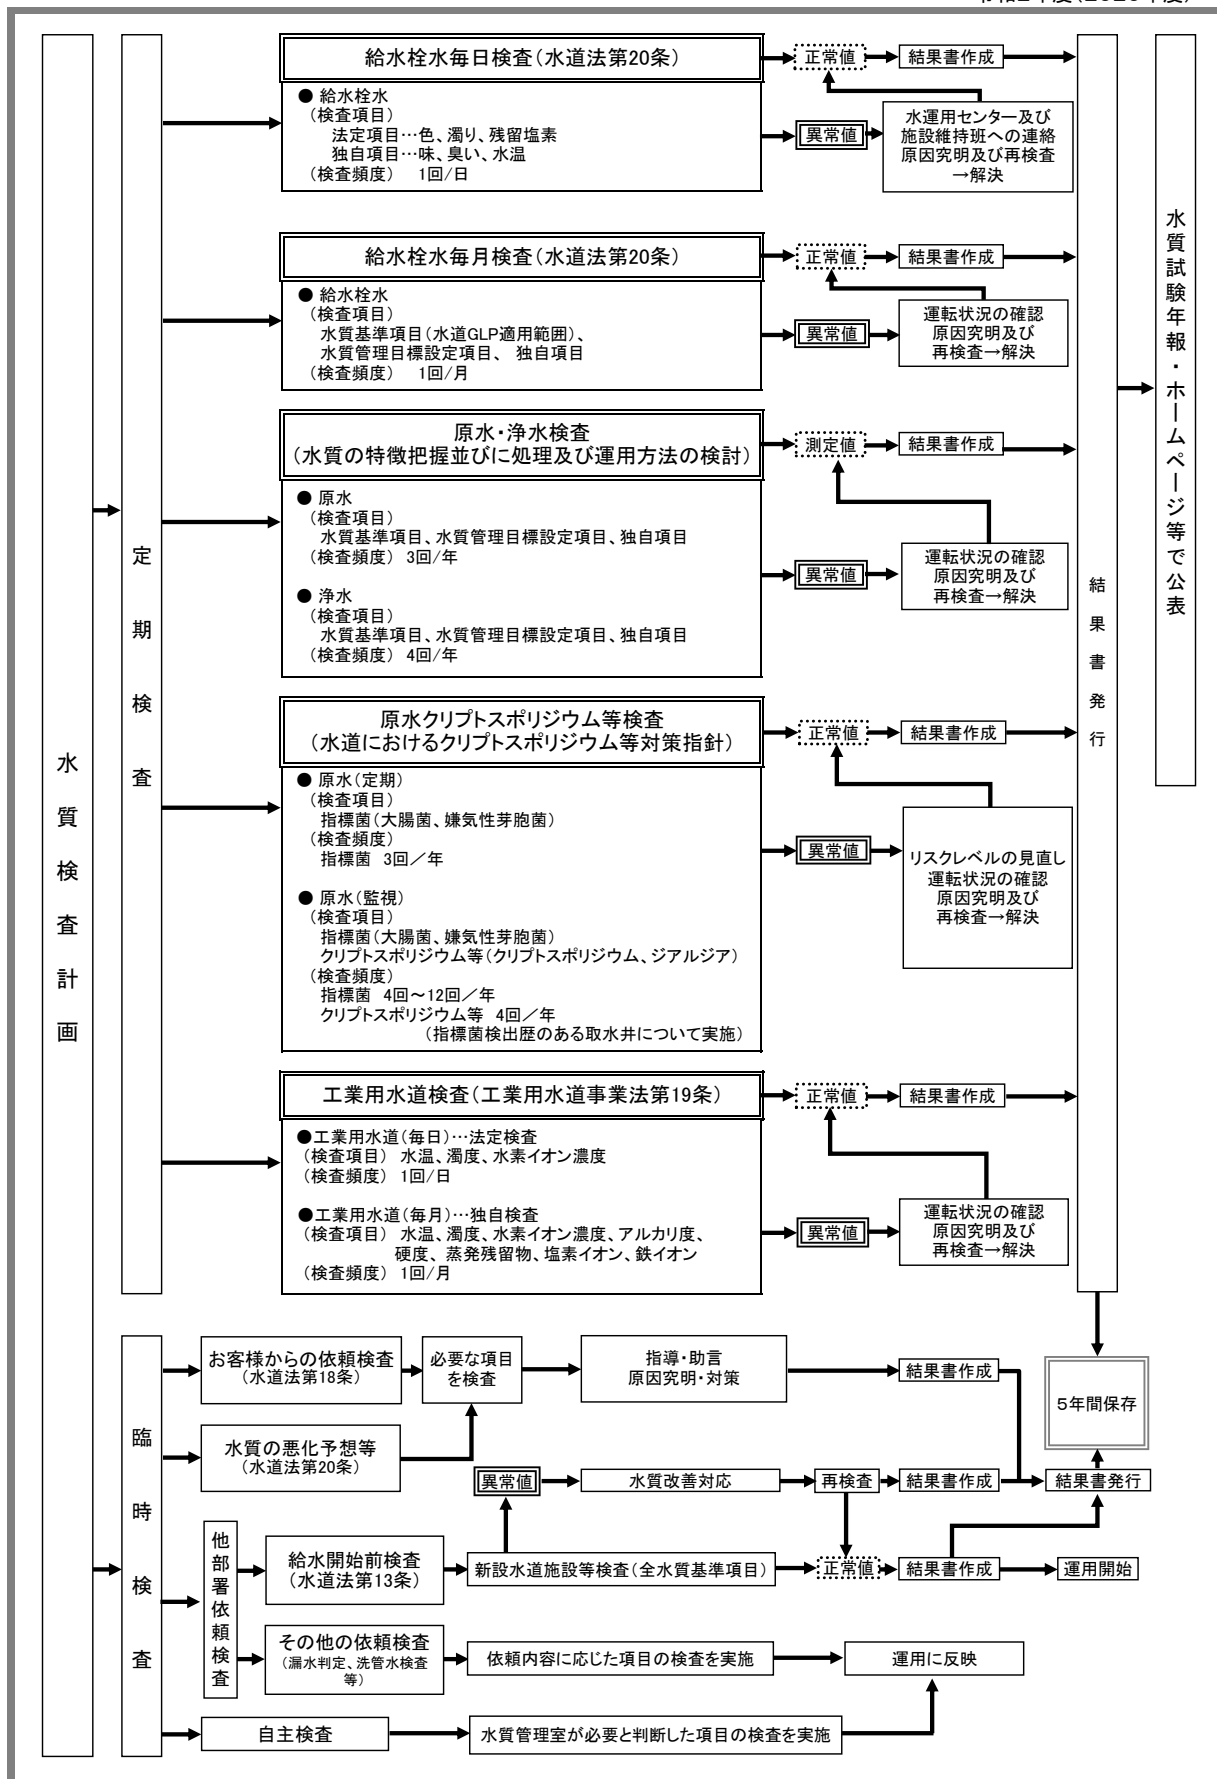 水質検査計画
定期検査
給水栓水毎日検査(水道法第20条)
● 給水栓水
(検査項目)
法定項目…色、濁り、残留塩素
独自項目…味、臭い、水温
(検査頻度) 1回/日
正常値
結果書作成
異常値
水運用センター及び
施設維持班への連絡
原因究明及び再検査
→解決
給水栓水毎月検査(水道法第20条)
● 給水栓水
(検査項目)
水質基準項目(水道GLP適用範囲)、
水質管理目標設定項目、 独自項目
(検査頻度) 1回/月
正常値
結果書作成
異常値
運転状況の確認
原因究明及び
再検査→解決
原水・浄水検査
(水質の特徴把握並びに処理及び運用方法の検討)
● 原水
(検査項目)
水質基準項目、水質管理目標設定項目、独自項目
(検査頻度) 3回/年
● 浄水
(検査項目)
水質基準項目、水質管理目標設定項目、独自項目
(検査頻度) 4回/年
測定値
結果書作成
異常値
運転状況の確認
原因究明及び
再検査→解決
原水クリプトスポリジウム等検査
(水道におけるクリプトスポリジウム等対策指針)
● 原水(定期)
(検査項目)
指標菌(大腸菌、嫌気性芽胞菌)
(検査頻度)
指標菌 3回／年
● 原水(監視)
(検査項目)
指標菌(大腸菌、嫌気性芽胞菌)
クリプトスポリジウム等(クリプトスポリジウム、ジアルジア)
(検査頻度)
指標菌 4回～12回／年
クリプトスポリジウム等 4回／年
(指標菌検出歴のある取水井について実施)
正常値
結果書作成
異常値
リスクレベルの見直し
運転状況の確認
原因究明及び
再検査→解決
工業用水道検査(工業用水道事業法第19条)
●工業用水道(毎日)…法定検査
(検査項目) 水温、濁度、水素イオン濃度
(検査頻度) 1回/日
●工業用水道(毎月)…独自検査
(検査項目) 水温、濁度、水素イオン濃度、アルカリ度、
硬度、 蒸発残留物、塩素イオン、鉄イオン
(検査頻度) 1回/月
正常値
結果書作成
異常値
運転状況の確認
原因究明及び
再検査→解決
結果書発行
水質試験年報・ホームページ等で公表
臨時検査
お客様からの依頼検査
(水道法第18条)
必要な項目
を検査
指導・助言
原因究明・対策
結果書作成
5年間保存
水質の悪化予想等
(水道法第20条)
異常値
水質改善対応
再検査
結果書作成
結果書発行
他部署依頼検査
給水開始前検査
(水道法第13条)
新設水道施設等検査(全水質基準項目)
正常値
結果書作成
運用開始
その他の依頼検査
(漏水判定、洗管水検査
等)
依頼内容に応じた項目の検査を実施
運用に反映
自主検査
水質管理室が必要と判断した項目の検査を実施